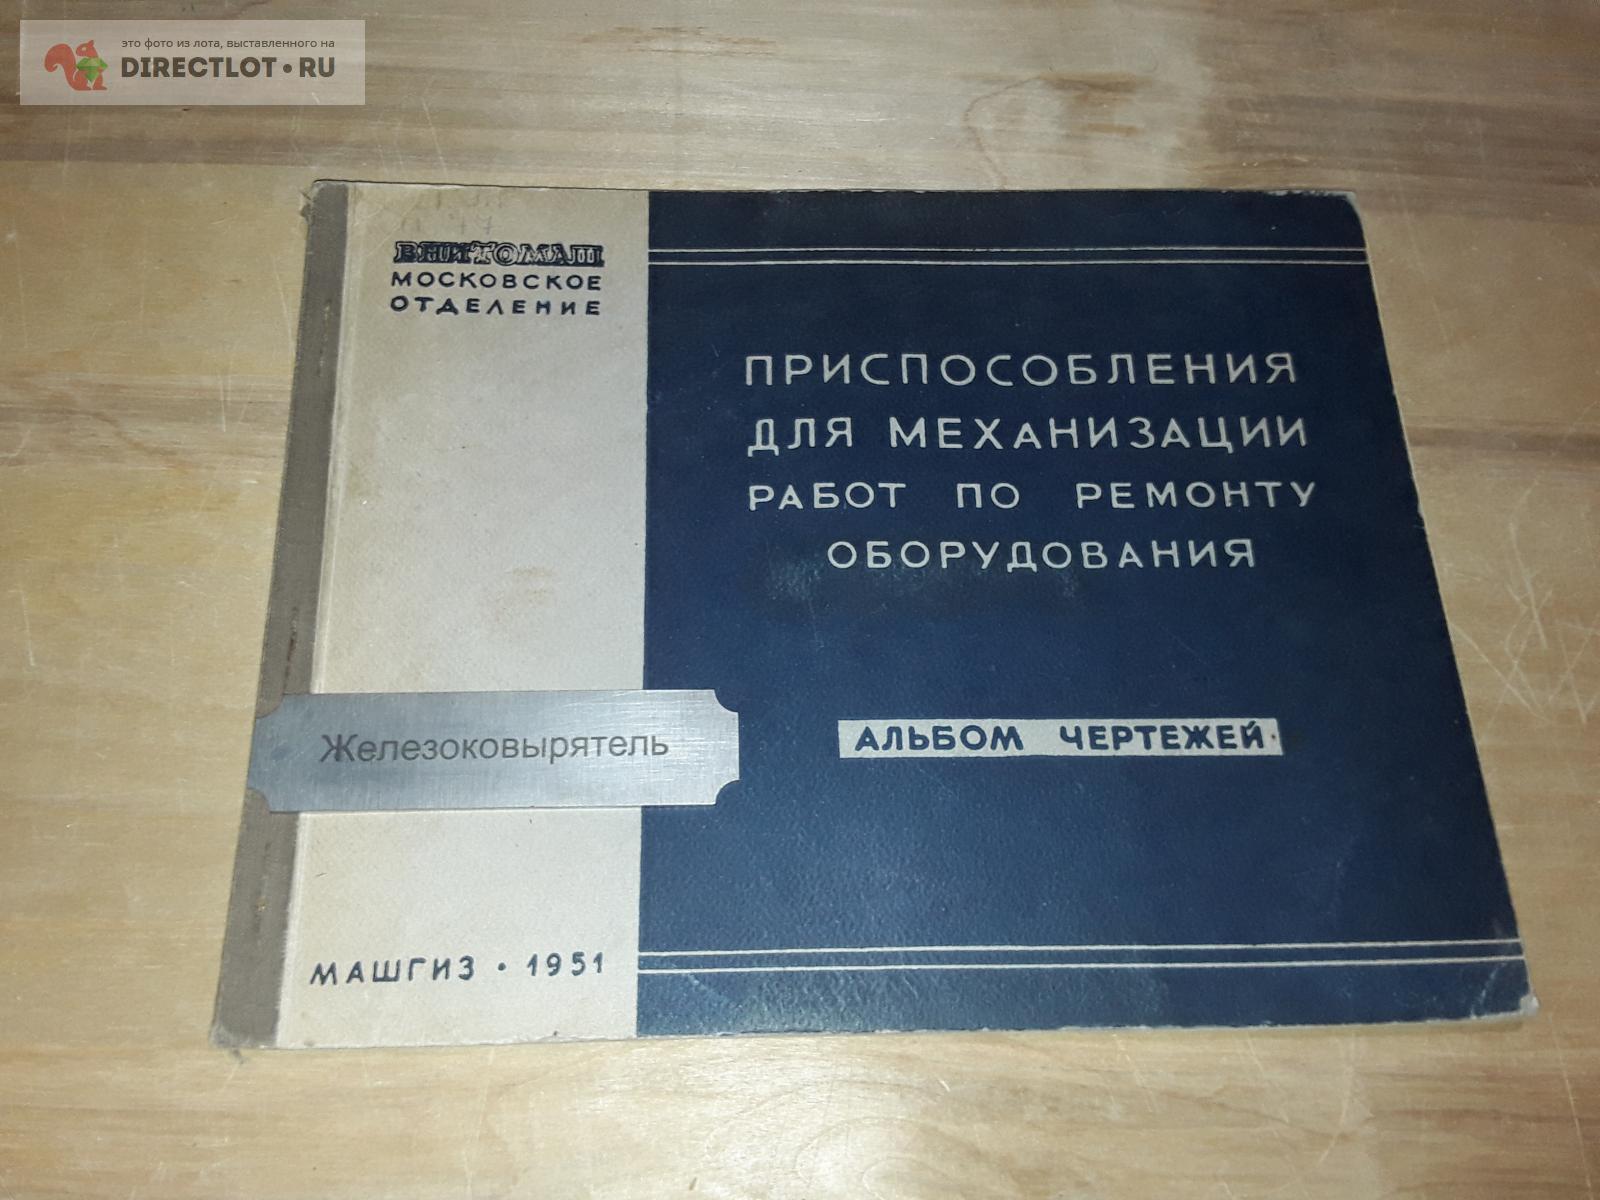 это фото из лота, выставленного на
DIRECTLOT.RU
ВНИТОМАШ
МОСКОВСКОЕ
ОТДЕЛЕНИЕ
ПРИСПОСОБЛЕНИЯ
ДЛЯ МЕХАНИЗАЦИИ
РАБОТ ПО РЕМОНТУ
ОБОРУДОВАНИЯ
АЛЬБОМ ЧЕРТЕЖЕЙ
Железоковырятель
МАШГИЗ • 1951